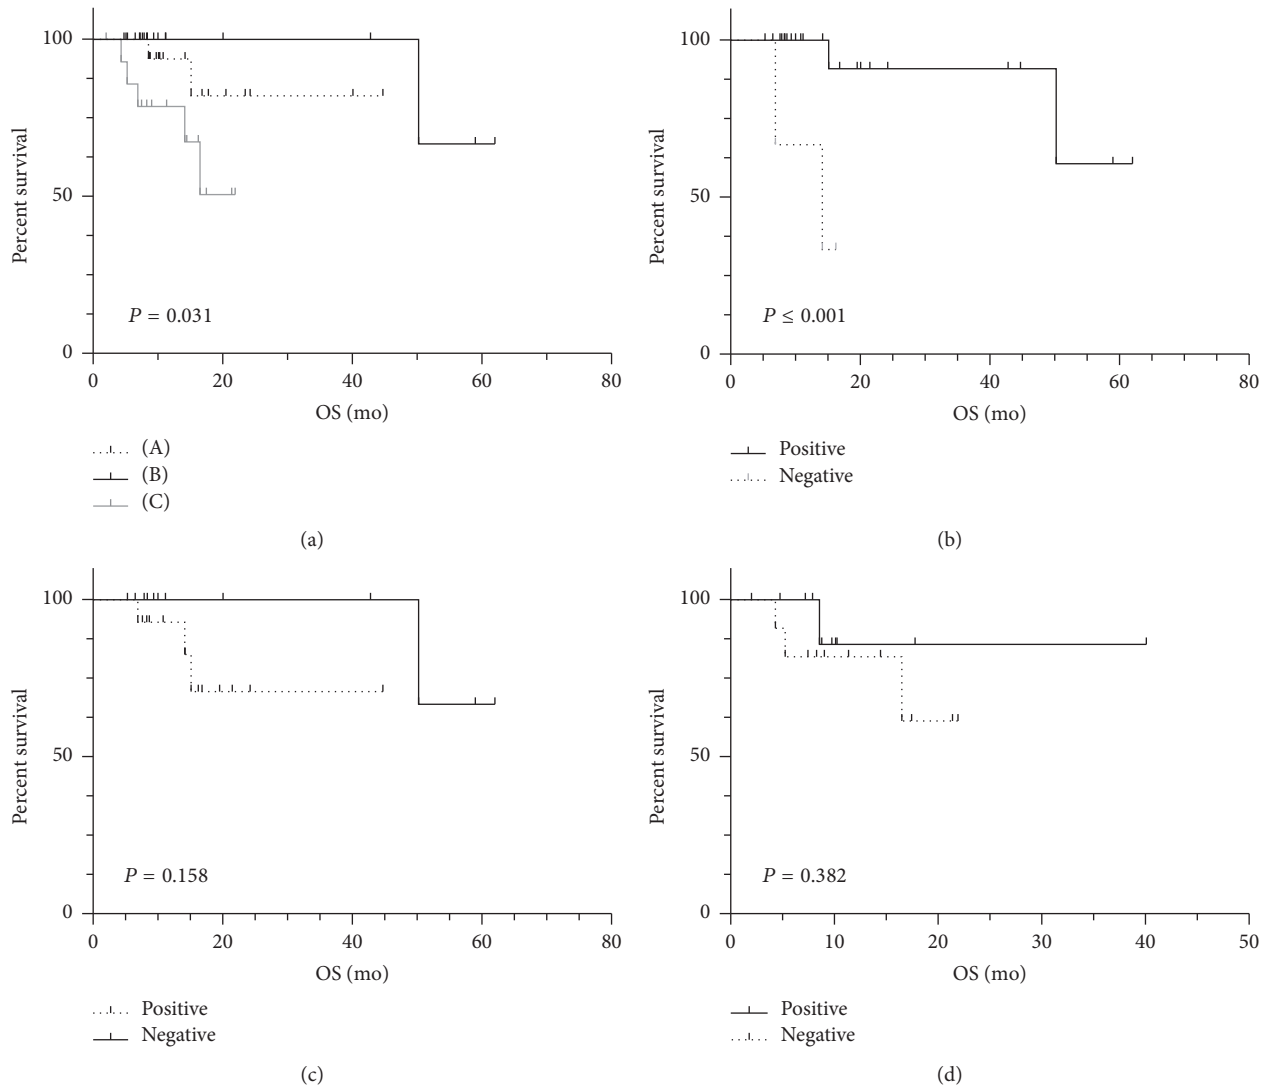 100
50
0
Percent survival
P = 0.031
0 20 40 60 80
OS (mo)
(A)
(B)
(C)
(a)
100
50
0
Percent survival
P ≤ 0.001
0 20 40 60 80
OS (mo)
Positive
Negative
(b)
100
50
0
Percent survival
P = 0.158
0 20 40 60 80
OS (mo)
Positive
Negative
(c)
100
50
0
Percent survival
P = 0.382
0 10 20 30 40 50
OS (mo)
Positive
Negative
(d)